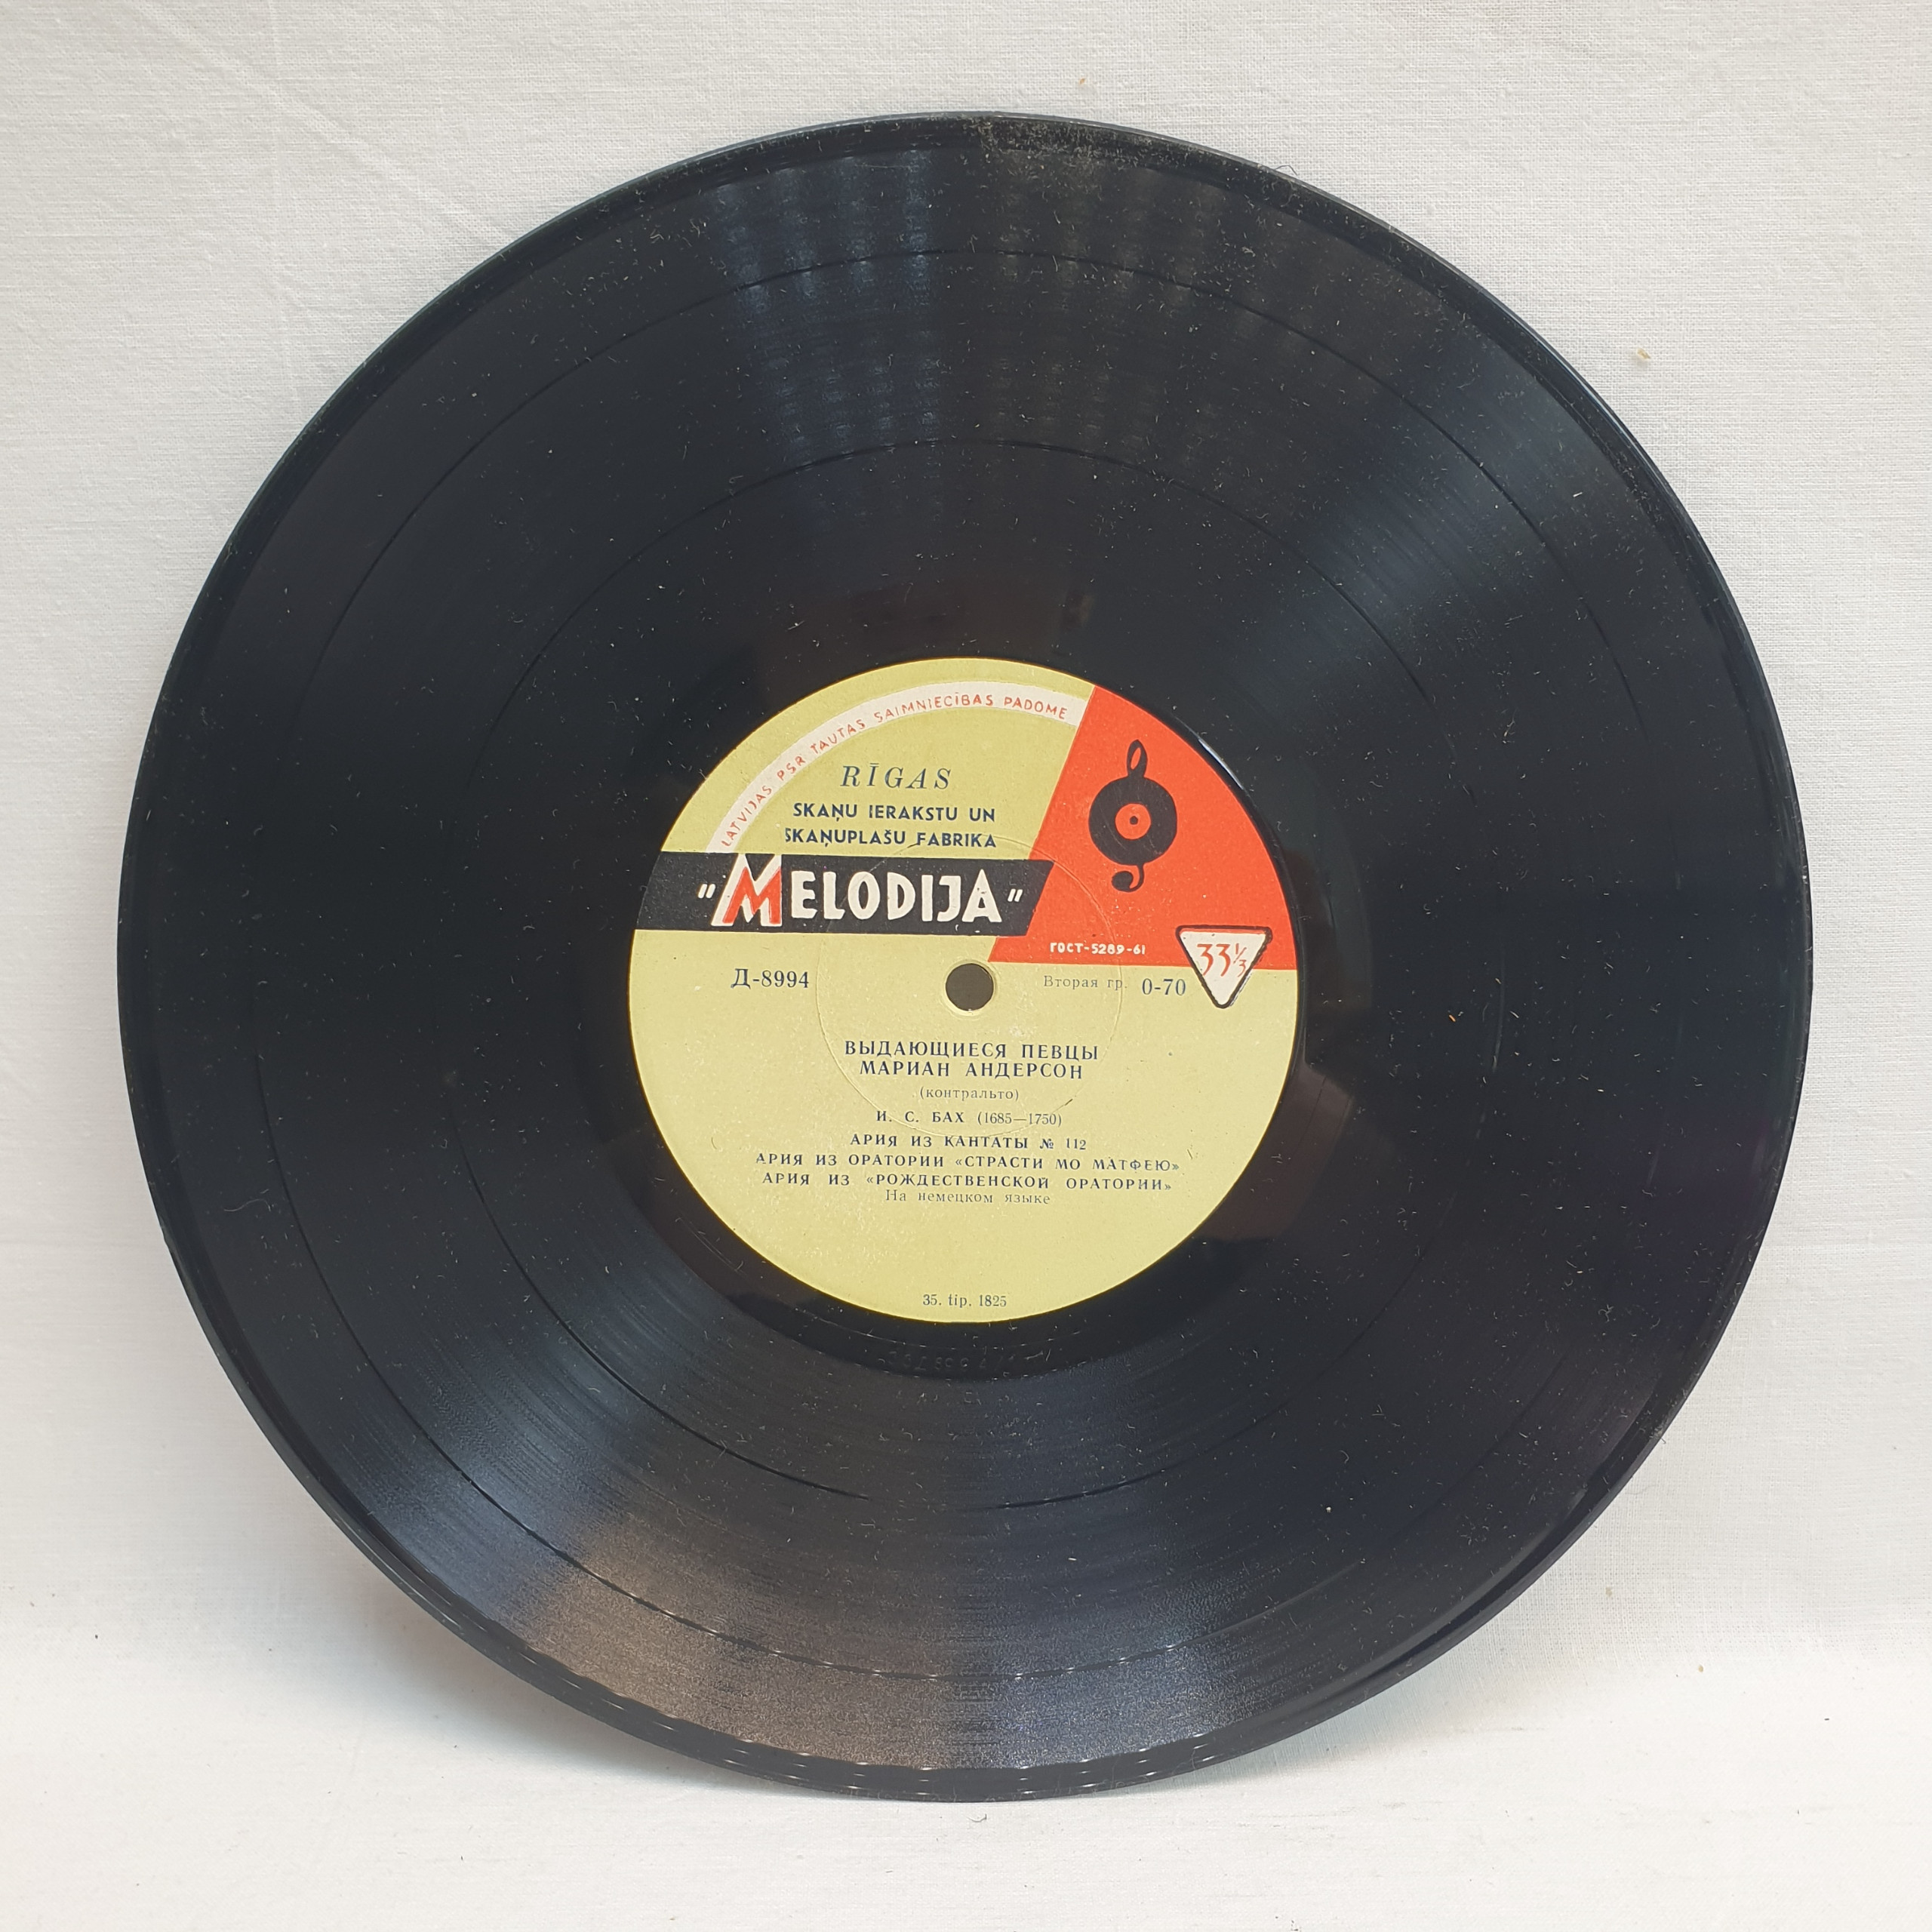 LATVIJAS PSR TAUTAS SAIMNIECĪBAS PADOME
RĪGAS
SKAŅU IERAKSTU UN
SKAŅUPLAŠU FABRIKA
"MELODIJA"
ГОСТ-5289-61
33⅓
Д-8994
Вторая гр. 0-70
ВЫДАЮЩИЕСЯ ПЕВЦЫ
МАРИАН АНДЕРСОН
(контральто)
И. С. БАХ (1685—1750)
АРИЯ ИЗ КАНТАТЫ № 112
АРИЯ ИЗ ОРАТОРИИ «СТРАСТИ МО МАТФЕЮ»
АРИЯ ИЗ «РОЖДЕСТВЕНСКОЙ ОРАТОРИИ»
На немецком языке
35. tip. 1825